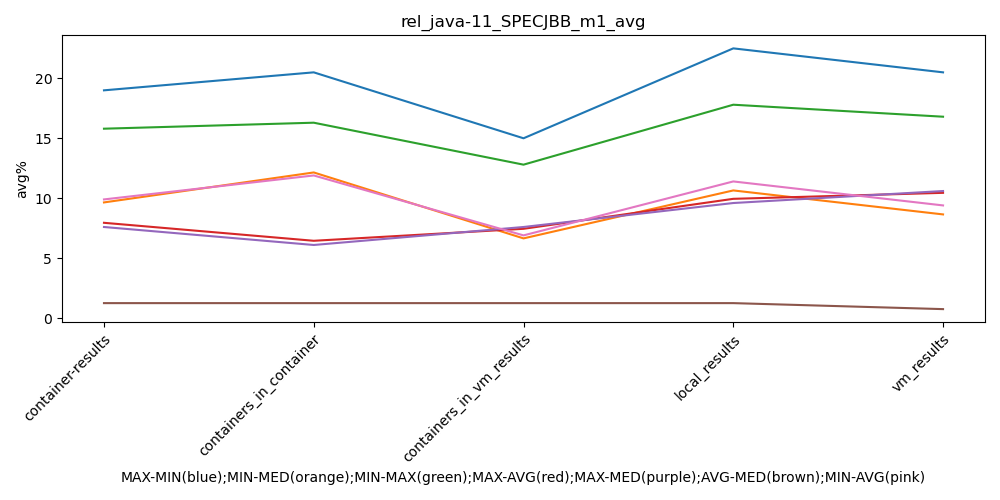 rel_java-11_SPECJBB_m1_avg
20
15
10
5
0
avg%
container-results
containers_in_container
containers_in_vm_results
local_results
vm_results
MAX-MIN(blue);MIN-MED(orange);MIN-MAX(green);MAX-AVG(red);MAX-MED(purple);AVG-MED(brown);MIN-AVG(pink)